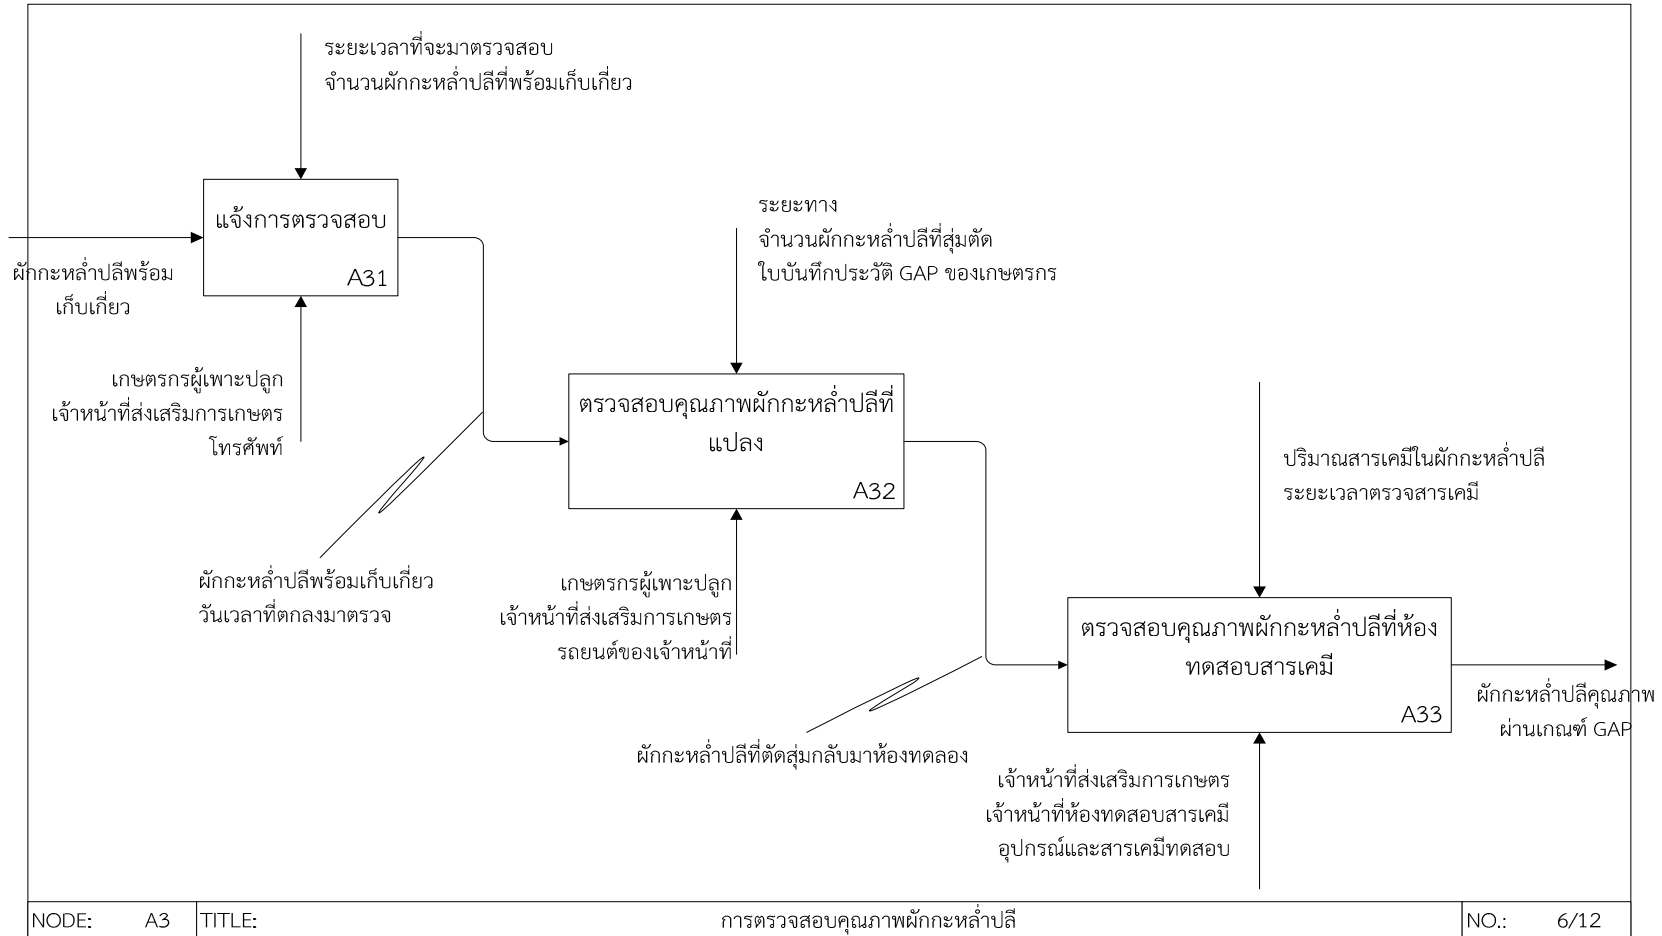 ระยะเวลาที่จะมาตรวจสอบ
จำนวนผักกะหล่ำปลีที่พร้อมเก็บเกี่ยว
แจ้งการตรวจสอบ
A31
ผักกะหล่ำปลีพร้อม
เก็บเกี่ยว
เกษตรกรผู้เพาะปลูก
เจ้าหน้าที่ส่งเสริมการเกษตร
โทรศัพท์
ระยะทาง
จำนวนผักกะหล่ำปลีที่สุ่มตัด
ใบบันทึกประวัติ GAP ของเกษตรกร
ตรวจสอบคุณภาพผักกะหล่ำปลีที่
แปลง
A32
ผักกะหล่ำปลีพร้อมเก็บเกี่ยว
วันเวลาที่ตกลงมาตรวจ
เกษตรกรผู้เพาะปลูก
เจ้าหน้าที่ส่งเสริมการเกษตร
รถยนต์ของเจ้าหน้าที่
ปริมาณสารเคมีในผักกะหล่ำปลี
ระยะเวลาตรวจสารเคมี
ตรวจสอบคุณภาพผักกะหล่ำปลีที่ห้อง
ทดสอบสารเคมี
A33
ผักกะหล่ำปลีคุณภาพ
ผ่านเกณฑ์ GAP
ผักกะหล่ำปลีที่ตัดสุ่มกลับมาห้องทดลอง
เจ้าหน้าที่ส่งเสริมการเกษตร
เจ้าหน้าที่ห้องทดสอบสารเคมี
อุปกรณ์และสารเคมีทดสอบ
NODE: A3 TITLE: การตรวจสอบคุณภาพผักกะหล่ำปลี NO.: 6/12